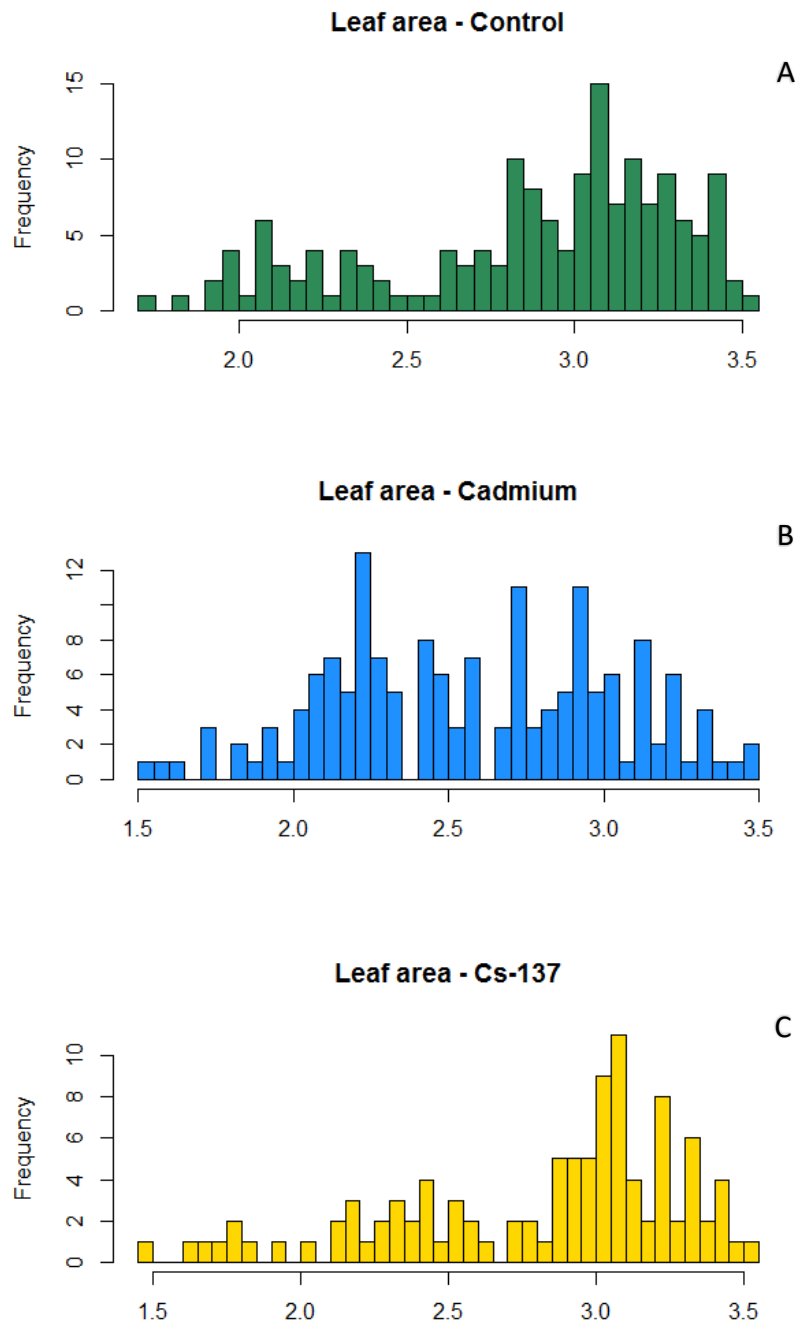 Leaf area - Control
A
Frequency
0 5 10 15
2.0 2.5 3.0 3.5
Leaf area - Cadmium
B
Frequency
0 2 4 6 8 12
1.5 2.0 2.5 3.0 3.5
Leaf area - Cs-137
C
Frequency
0 2 4 6 8 10
1.5 2.0 2.5 3.0 3.5